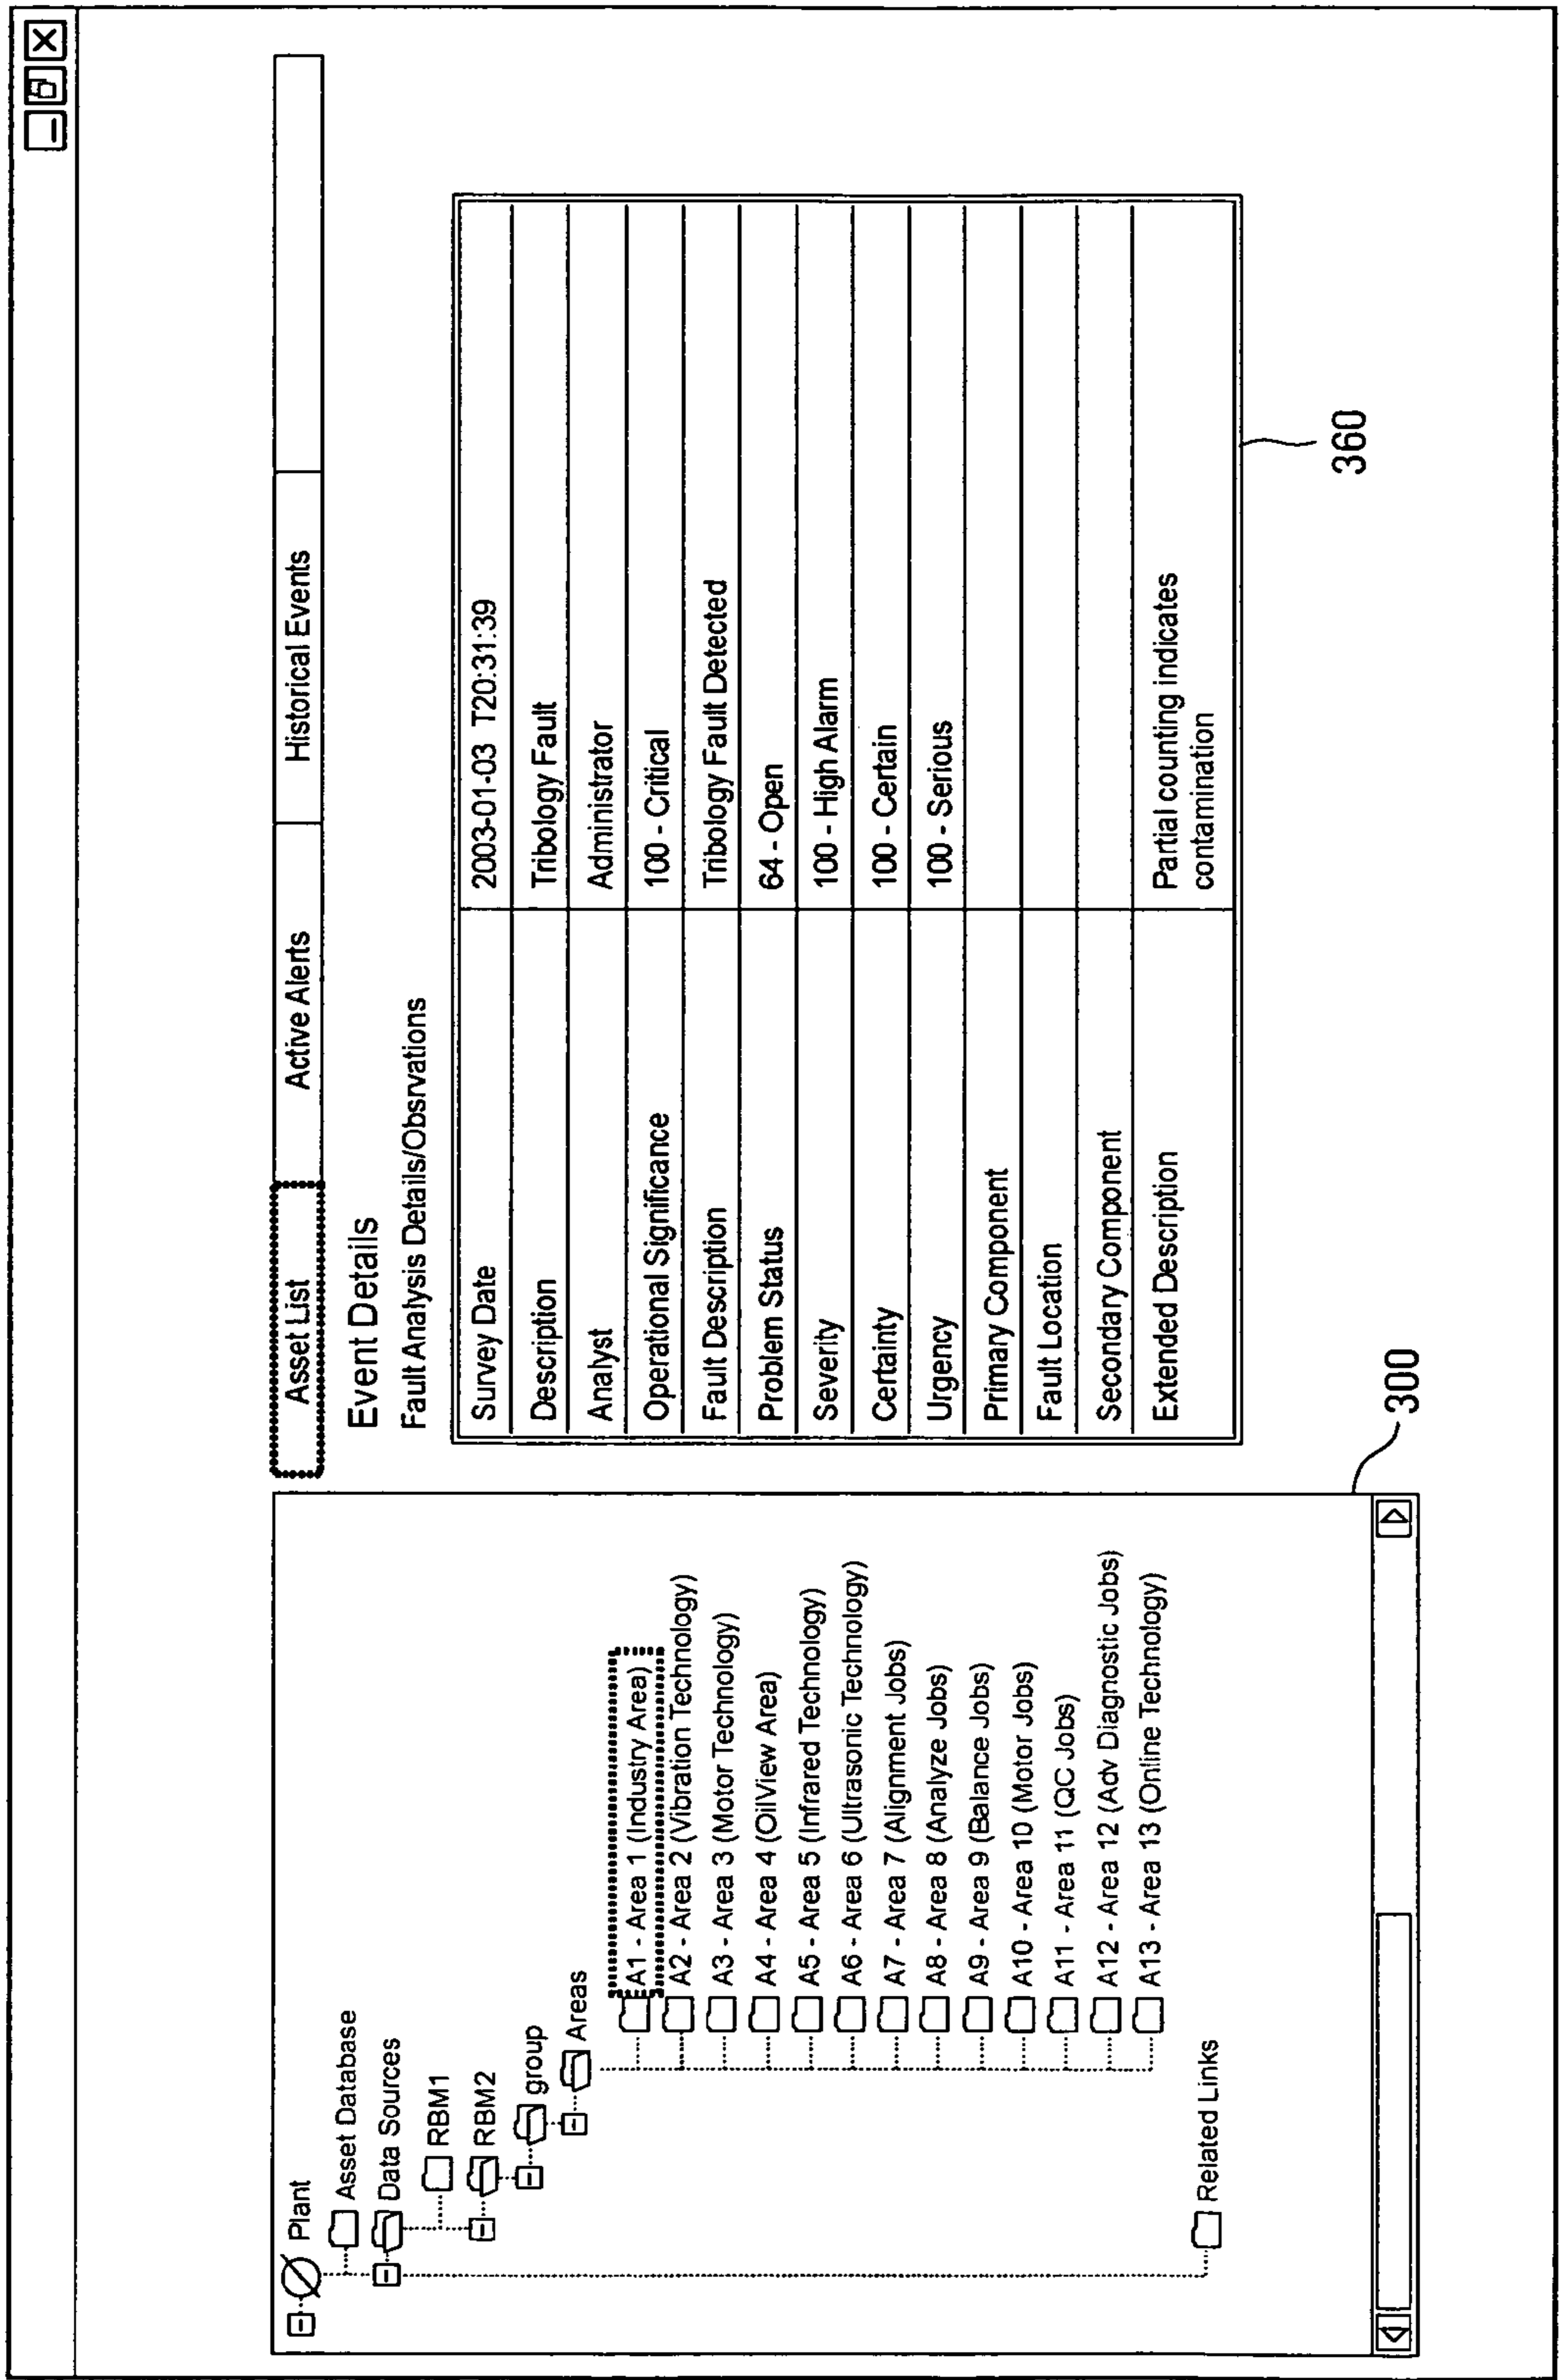 Asset List Active Alerts Historical Events
Plant
Asset Database
Data Sources
RBM1
RBM2
group
Areas
A1 - Area 1 (Industry Area)
A2 - Area 2 (Vibration Technology)
A3 - Area 3 (Motor Technology)
A4 - Area 4 (OilView Area)
A5 - Area 5 (Infrared Technology)
A6 - Area 6 (Ultrasonic Technology)
A7 - Area 7 (Alignment Jobs)
A8 - Area 8 (Analyze Jobs)
A9 - Area 9 (Balance Jobs)
A10 - Area 10 (Motor Jobs)
A11 - Area 11 (QC Jobs)
A12 - Area 12 (Adv Diagnostic Jobs)
A13 - Area 13 (Online Technology)
Related Links
300
Event Details
Fault Analysis Details/Obsrvations
Survey Date 2003-01-03 T20:31:39
Description Tribology Fault
Analyst Administrator
Operational Significance 100 - Critical
Fault Description Tribology Fault Detected
Problem Status 64 - Open
Severity 100 - High Alarm
Certainty 100 - Certain
Urgency 100 - Serious
Primary Component
Fault Location
Secondary Component
Extended Description Partial counting indicates
contamination
360